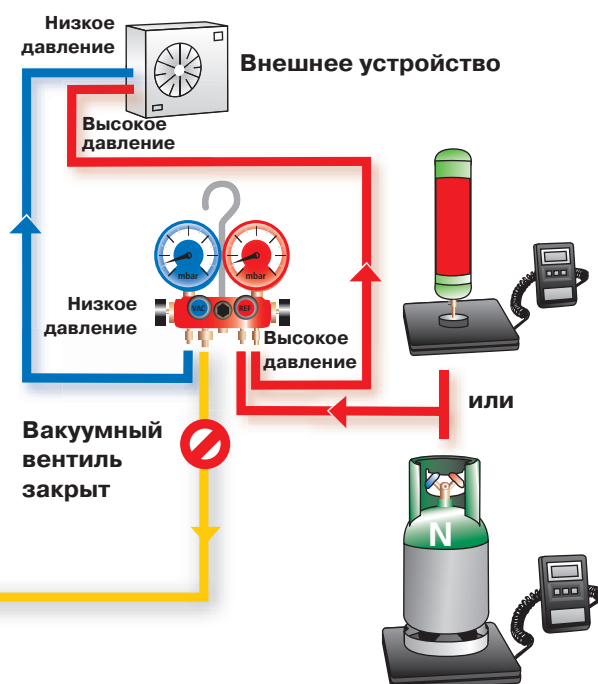 Низкое
давление
Внешнее устройство
Высокое
давление
mbar
mbar
Низкое
давление
VAC
REF
Высокое
давление
или
Вакуумный
вентиль
закрыт
N